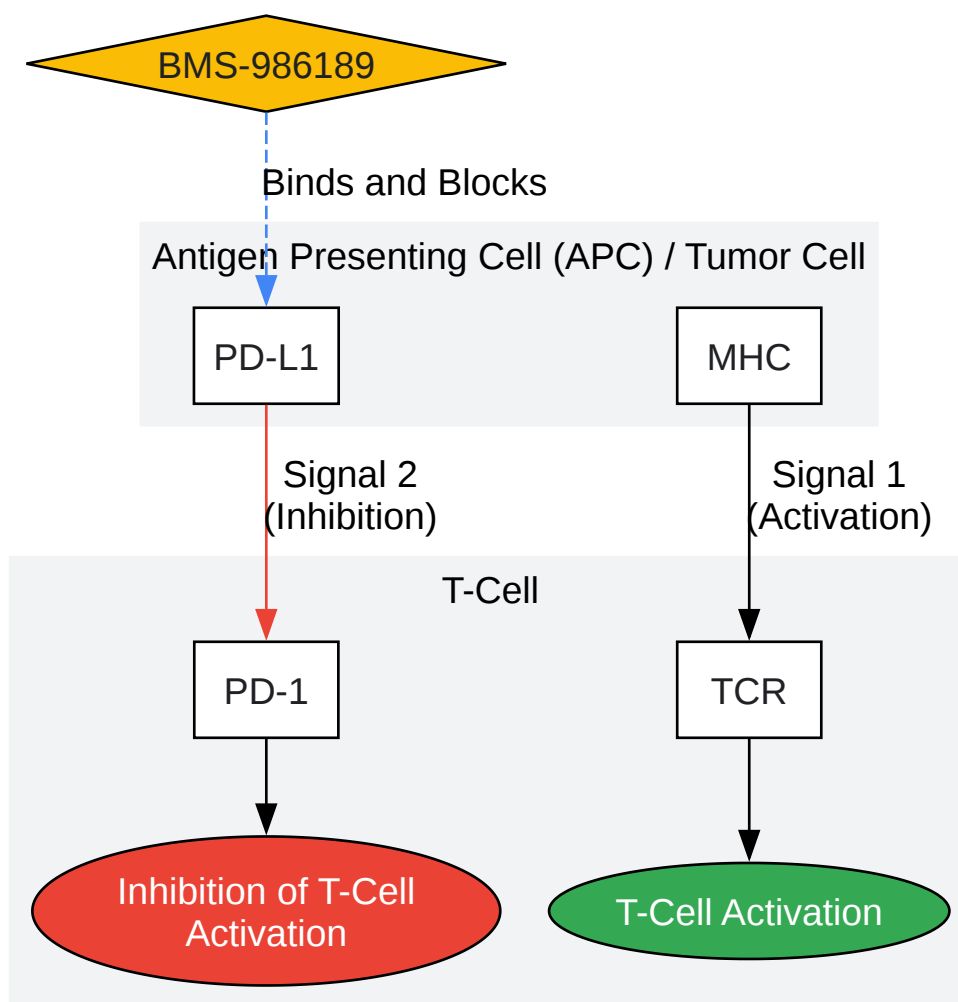 BMS-986189
Binds and Blocks
Antigen Presenting Cell (APC) / Tumor Cell
PD-L1
MHC
Signal 2
(Inhibition)
Signal 1
(Activation)
T-Cell
PD-1
TCR
Inhibition of T-Cell
Activation
T-Cell Activation